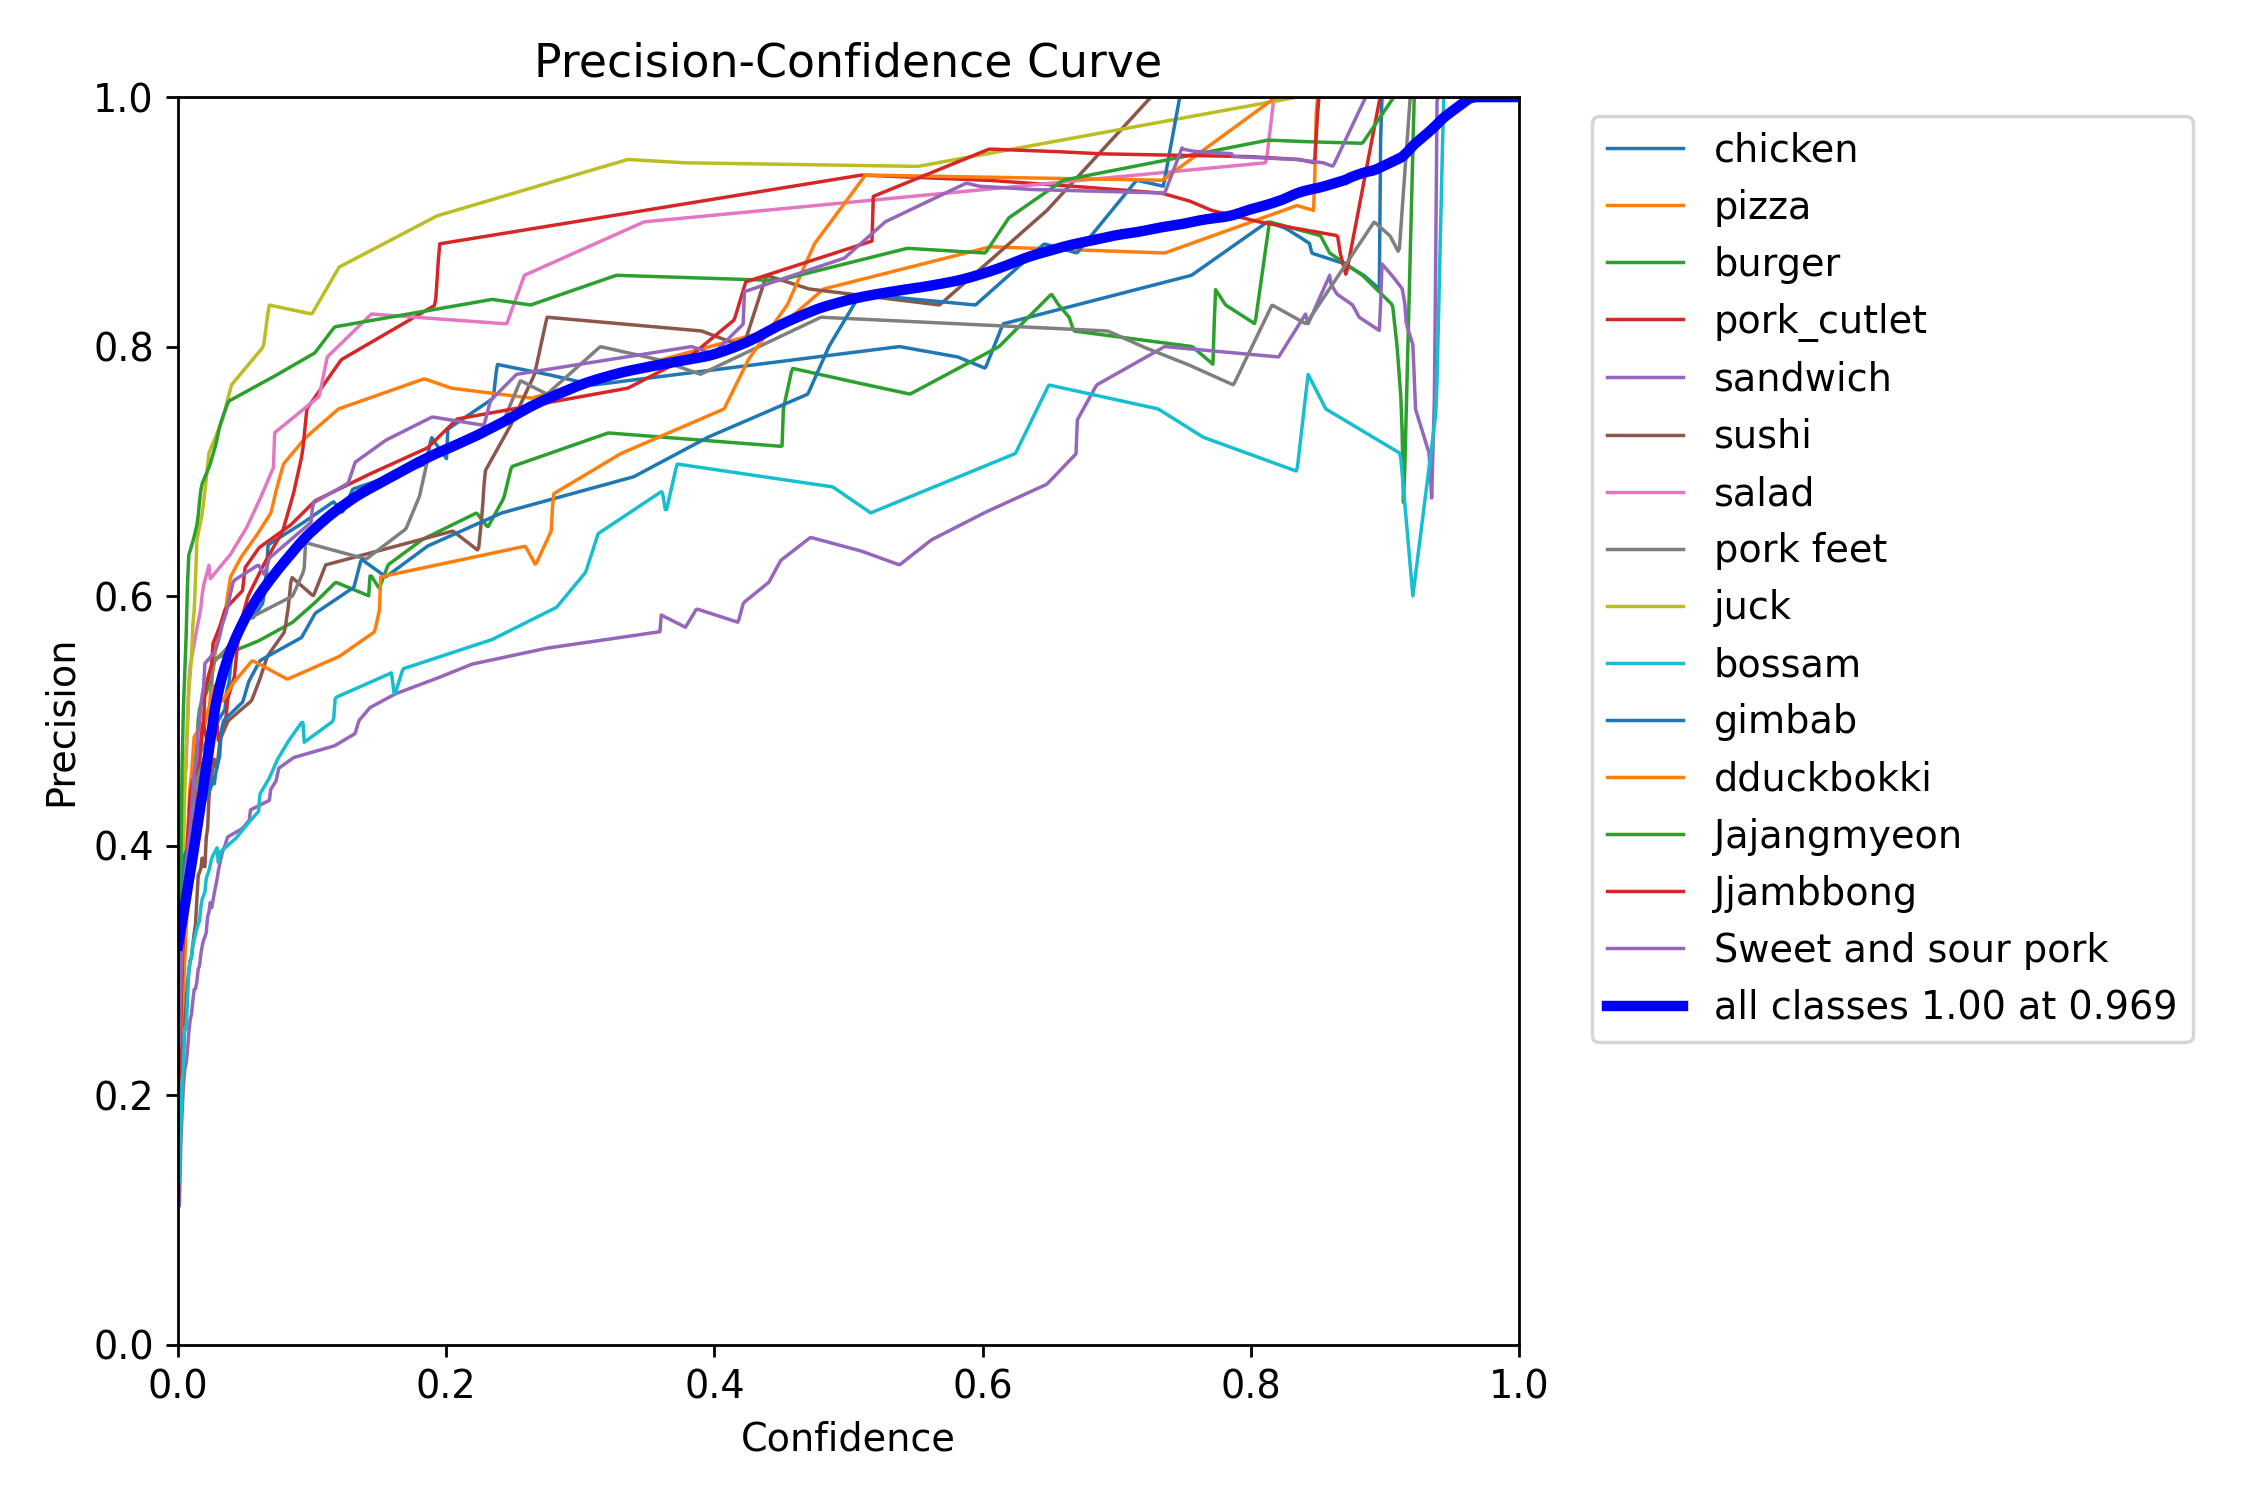 Precision-Confidence Curve
1.0
0.8
0.6
0.4
0.2
0.0
Precision
0.0 0.2 0.4 0.6 0.8 1.0
Confidence
chicken
pizza
burger
pork_cutlet
sandwich
sushi
salad
pork feet
juck
bossam
gimbab
dduckbokki
Jajangmyeon
Jjambbong
Sweet and sour pork
all classes 1.00 at 0.969